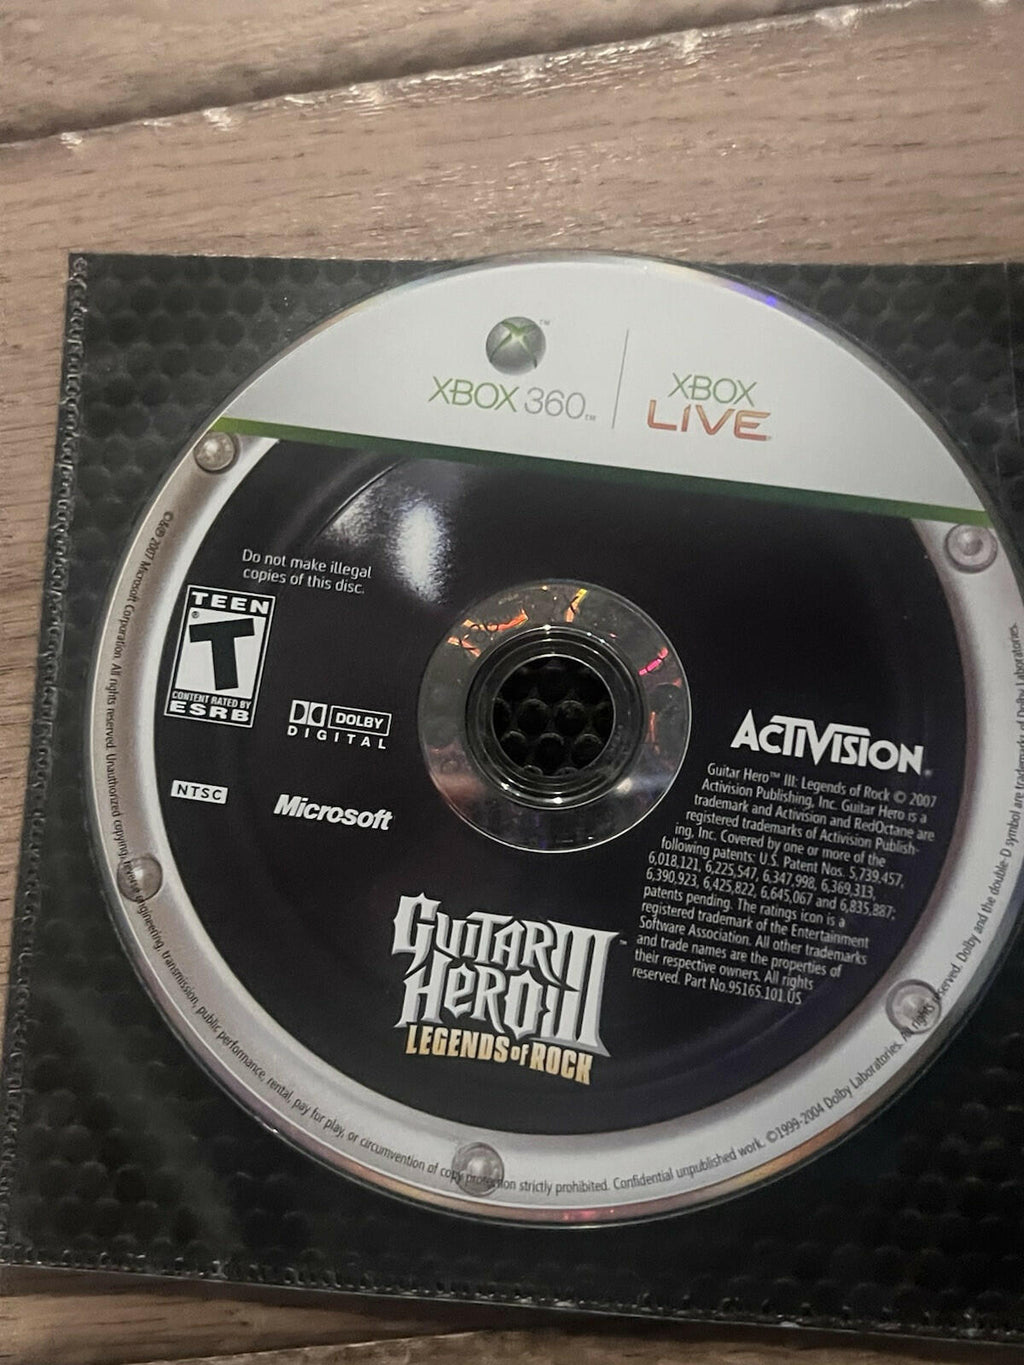 XBOX 360™
XBOX
LIVE
Do not make illegal
copies of this disc.
TEEN
T
CONTENT RATED BY
ESRB
DOLBY
DIGITAL
NTSC
Microsoft
ACTIVISION
Guitar Hero™ III: Legends of Rock © 2007
Activision Publishing, Inc. Guitar Hero is a
trademark and Activision and RedOctane are
registered trademarks of Activision Publish-
ing, Inc. Covered by one or more of the
following patents: U.S. Patent Nos. 5,739,457,
6,018,121, 6,225,547, 6,347,998, 6,369,313,
6,390,923, 6,425,822, 6,645,067 and 6,835,887;
patents pending. The ratings icon is a
registered trademark of the Entertainment
Software Association. All other trademarks
and trade names are the properties of
their respective owners. All rights
reserved. Part No.95165.101.US
GUITAR
HERO III™
LEGENDS of ROCK
©&℗ 2007 Microsoft Corporation. All rights reserved. Unauthorized copying, reverse engineering, transmission, public performance, rental, pay for play, or circumvention of copy protection strictly prohibited. Confidential unpublished work. ©1999-2004 Dolby Laboratories. All rights reserved. Dolby and the double-D symbol are trademarks of Dolby Laboratories.